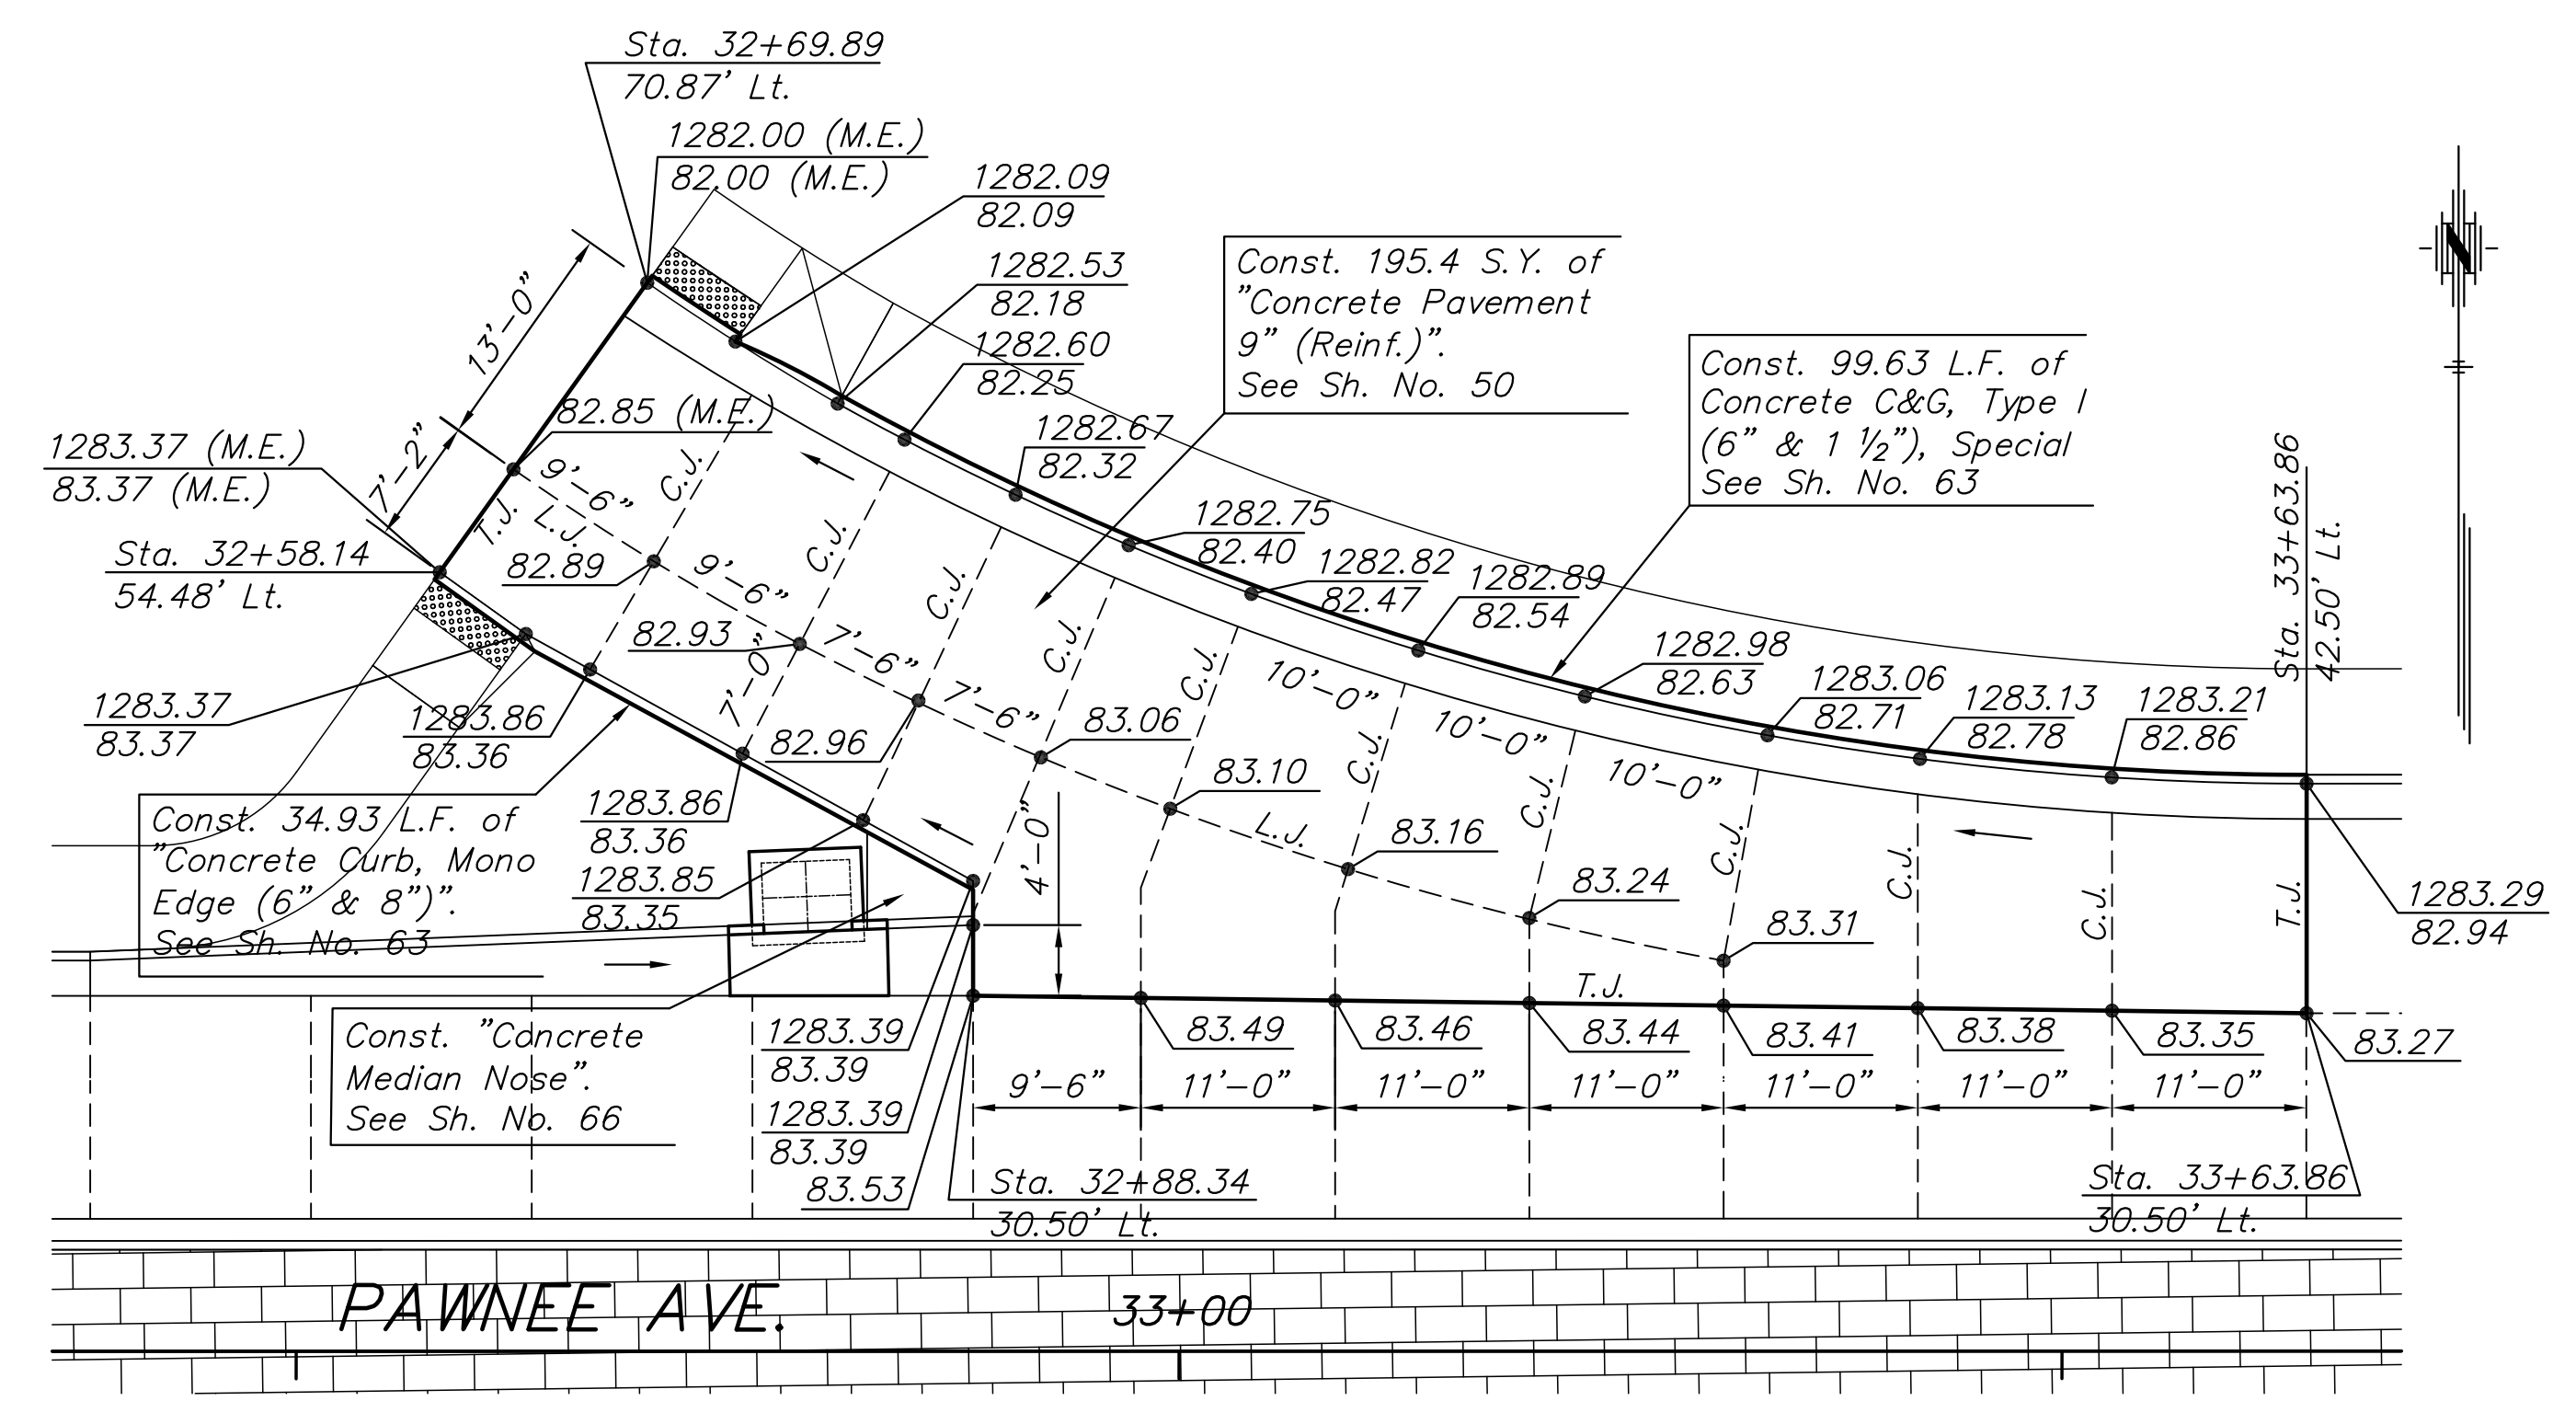 Sta. 32+69.89
70.87' Lt.
1282.00 (M.E.)
82.00 (M.E.)
1282.09
82.09
1282.53
82.18
1282.60
82.25
1282.67
82.32
1282.75
82.40
1282.82
82.47
1282.89
82.54
1282.98
82.63
1283.06
82.71
1283.13
82.78
1283.21
82.86
Sta. 33+63.86
42.50' Lt.
1283.29
82.94
Const. 195.4 S.Y. of
"Concrete Pavement
9" (Reinf.)".
See Sh. No. 50
Const. 99.63 L.F. of
Concrete C&G, Type I
(6" & 1 ½"), Special
See Sh. No. 63
13'-0"
7'-2"
82.85 (M.E.)
1283.37 (M.E.)
83.37 (M.E.)
Sta. 32+58.14
54.48' Lt.
T.J.
L.J.
9'-6"
C.J.
82.89
9'-6"
C.J.
82.93
7'-0"
7'-6"
C.J.
82.96
7'-6"
C.J.
83.06
C.J.
83.10
10'-0"
C.J.
83.16
L.J.
10'-0"
C.J.
83.24
10'-0"
C.J.
83.31
C.J.
C.J.
T.J.
T.J.
1283.37
83.37
1283.86
83.36
1283.86
83.36
1283.85
83.35
4'-0"
Const. 34.93 L.F. of
"Concrete Curb, Mono
Edge (6" & 8")".
See Sh. No. 63
Const. "Concrete
Median Nose".
See Sh. No. 66
1283.39
83.39
1283.39
83.39
83.53
83.49
83.46
83.44
83.41
83.38
83.35
83.27
9'-6"
11'-0"
11'-0"
11'-0"
11'-0"
11'-0"
11'-0"
Sta. 32+88.34
30.50' Lt.
Sta. 33+63.86
30.50' Lt.
PAWNEE AVE.
33+00
N